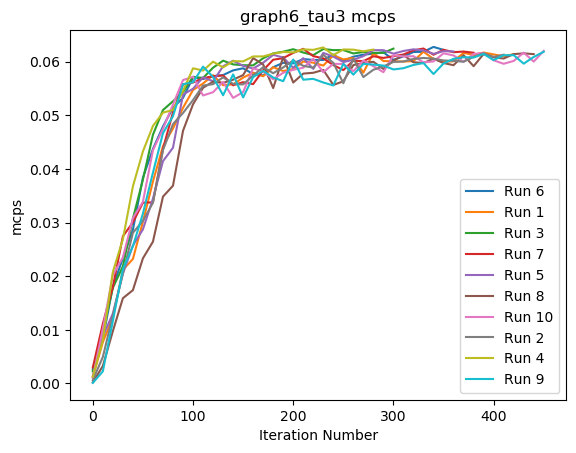 graph6_tau3 mcps
mcps
0.06
0.05
0.04
0.03
0.02
0.01
0.00
0
100
200
300
400
Iteration Number
Run 6
Run 1
Run 3
Run 7
Run 5
Run 8
Run 10
Run 2
Run 4
Run 9